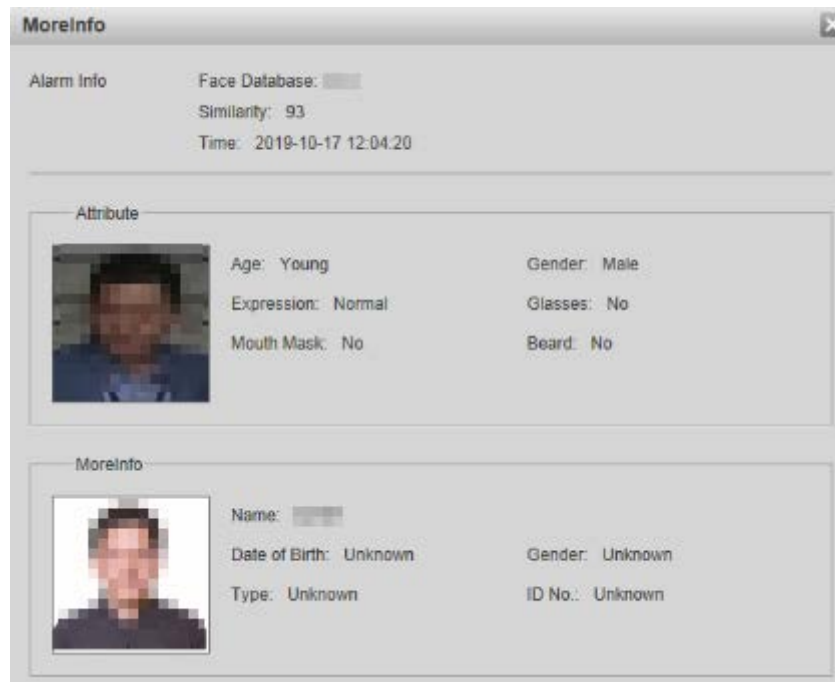 MoreInfo
Alarm Info Face Database:
Similarity: 93
Time: 2019-10-17 12:04:20
Attribute
Age: Young Gender: Male
Expression: Normal Glasses: No
Mouth Mask: No Beard: No
MoreInfo
Name:
Date of Birth: Unknown Gender: Unknown
Type: Unknown ID No.: Unknown